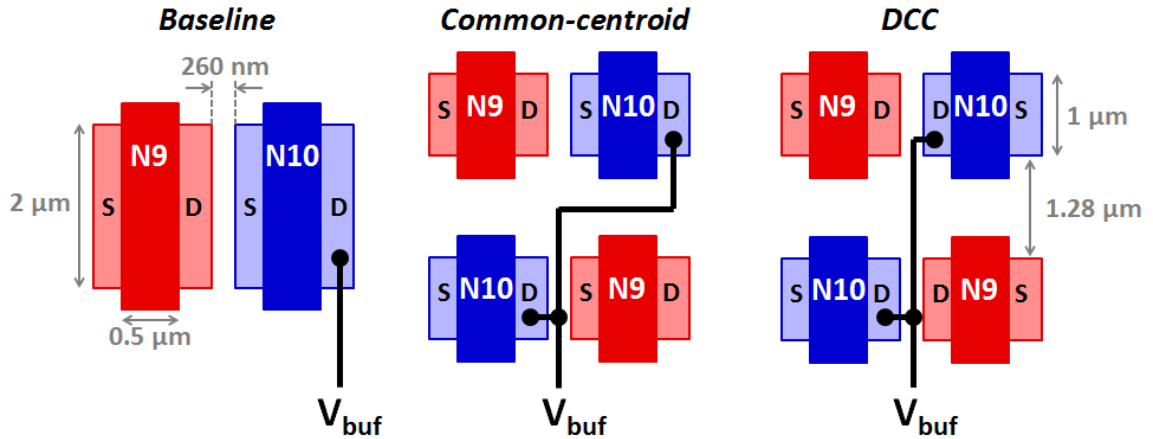 Baseline
Common-centroid
DCC
260 nm
N9
N10
S
D
S
D
2 μm
0.5 μm
V_buf
S
N9
D
S
N10
D
S
N10
D
S
N9
D
V_buf
S
N9
D
D
N10
S
1 μm
1.28 μm
S
N10
D
D
N9
S
V_buf